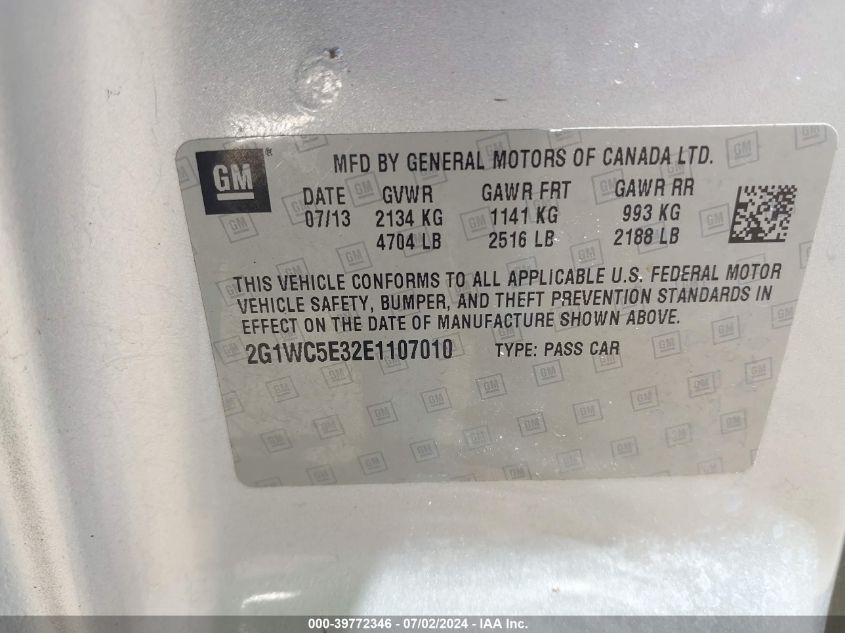 GM ®
MFD BY GENERAL MOTORS OF CANADA LTD.
DATE GVWR GAWR FRT GAWR RR
07/13 2134 KG 1141 KG 993 KG
4704 LB 2516 LB 2188 LB
THIS VEHICLE CONFORMS TO ALL APPLICABLE U.S. FEDERAL MOTOR
VEHICLE SAFETY, BUMPER, AND THEFT PREVENTION STANDARDS IN
EFFECT ON THE DATE OF MANUFACTURE SHOWN ABOVE.
2G1WC5E32E1107010 TYPE: PASS CAR
000-39772346 - 07/02/2024 - IAA Inc.